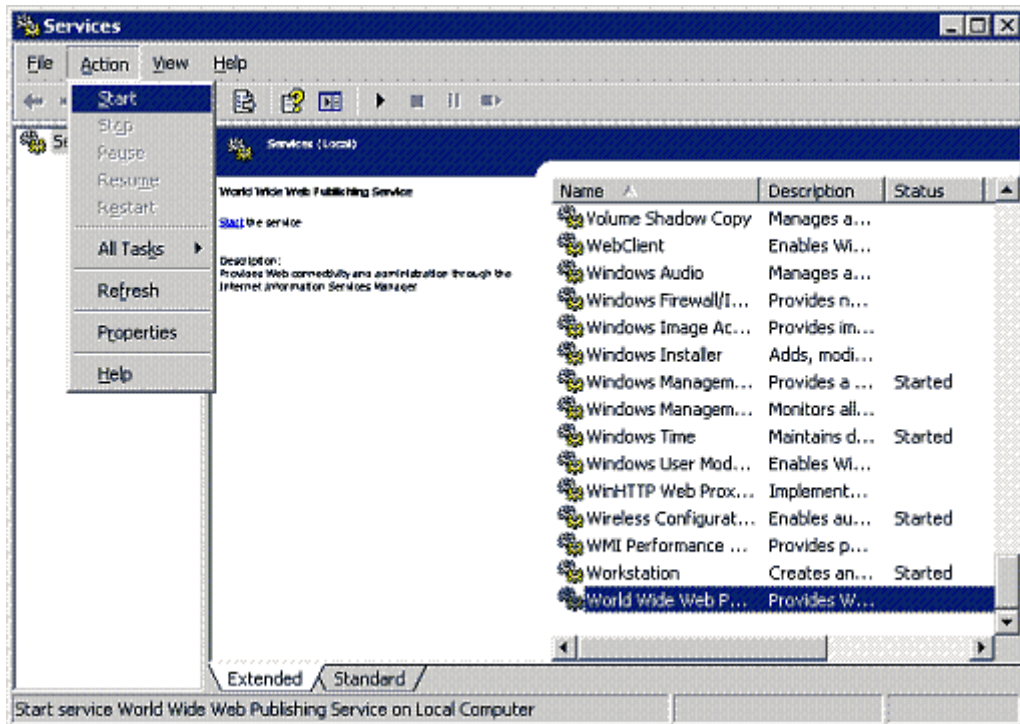 Services
File Action View Help
Start
Stop
Pause
Resume
Restart
All Tasks
Refresh
Properties
Help
Services (Local)
World Wide Web Publishing Service
Start the service
Description:
Provides Web connectivity and administration through the
Internet Information Services Manager
Name Description Status
Volume Shadow Copy Manages a...
WebClient Enables Wi...
Windows Audio Manages a...
Windows Firewall/I... Provides n...
Windows Image Ac... Provides im...
Windows Installer Adds, modi...
Windows Managem... Provides a ... Started
Windows Managem... Monitors all...
Windows Time Maintains d... Started
Windows User Mod... Enables Wi...
WinHTTP Web Prox... Implement...
Wireless Configurat... Enables au... Started
WMI Performance ... Provides p...
Workstation Creates an... Started
World Wide Web P... Provides W...
Extended Standard
Start service World Wide Web Publishing Service on Local Computer